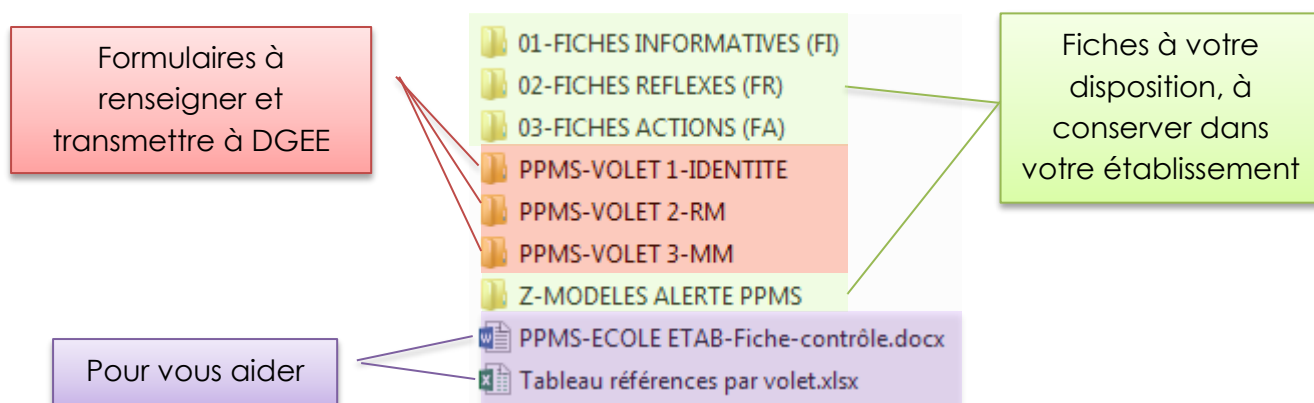 Formulaires à
renseigner et
transmettre à DGEE
01-FICHES INFORMATIVES (FI)
02-FICHES REFLEXES (FR)
03-FICHES ACTIONS (FA)
PPMS-VOLET 1-IDENTITE
PPMS-VOLET 2-RM
PPMS-VOLET 3-MM
Z-MODELES ALERTE PPMS
PPMS-ECOLE ETAB-Fiche-contrôle.docx
Tableau références par volet.xlsx
Fiches à votre
disposition, à
conserver dans
votre établissement
Pour vous aider